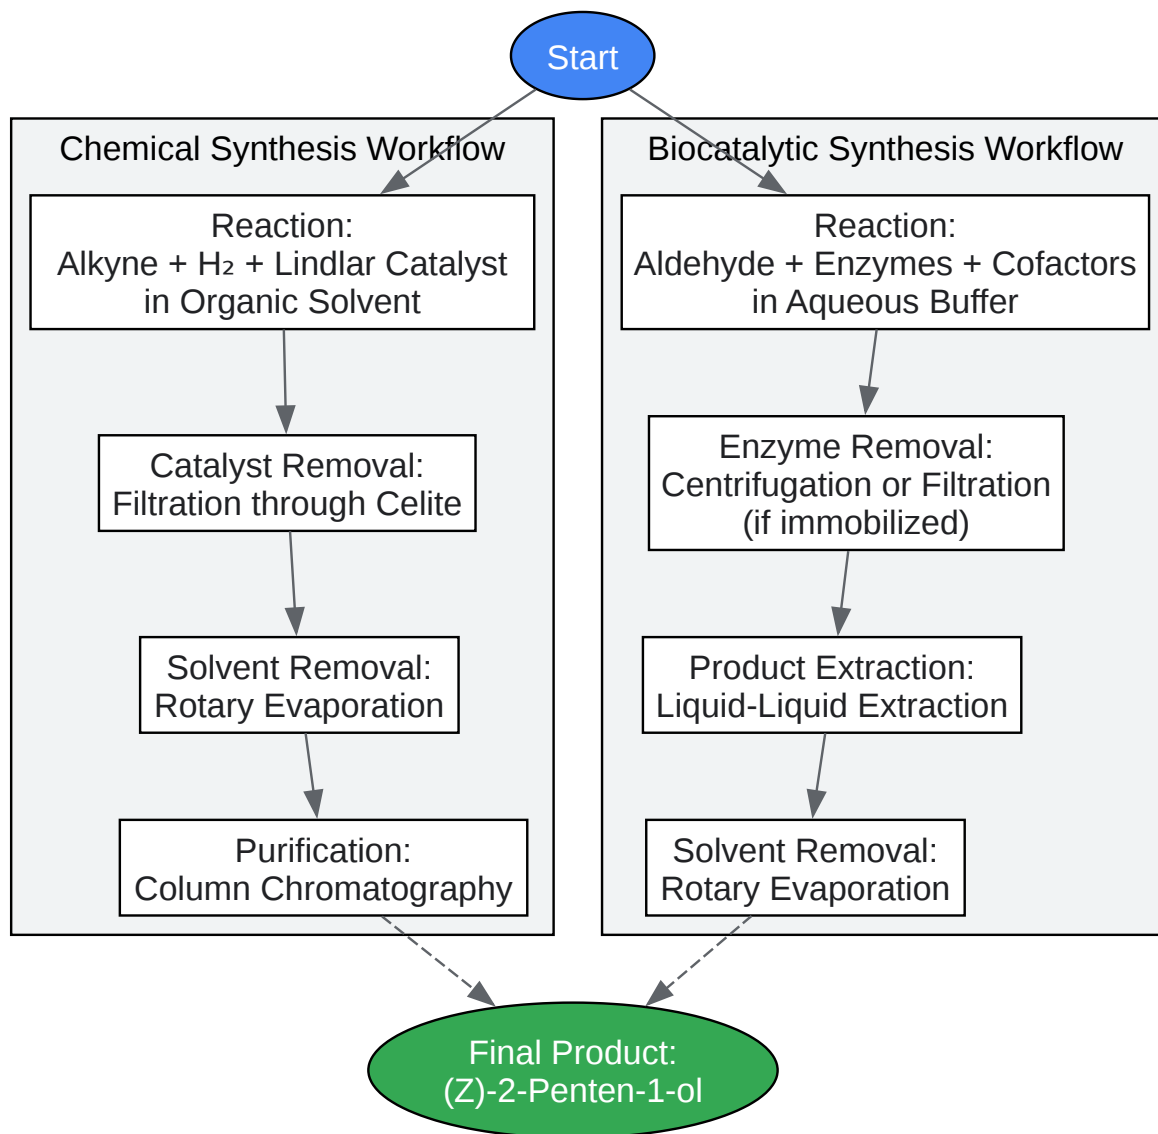 Start
Chemical Synthesis Workflow
Reaction:
Alkyne + H₂ + Lindlar Catalyst
in Organic Solvent
Catalyst Removal:
Filtration through Celite
Solvent Removal:
Rotary Evaporation
Purification:
Column Chromatography
Biocatalytic Synthesis Workflow
Reaction:
Aldehyde + Enzymes + Cofactors
in Aqueous Buffer
Enzyme Removal:
Centrifugation or Filtration
(if immobilized)
Product Extraction:
Liquid-Liquid Extraction
Solvent Removal:
Rotary Evaporation
Final Product:
(Z)-2-Penten-1-ol